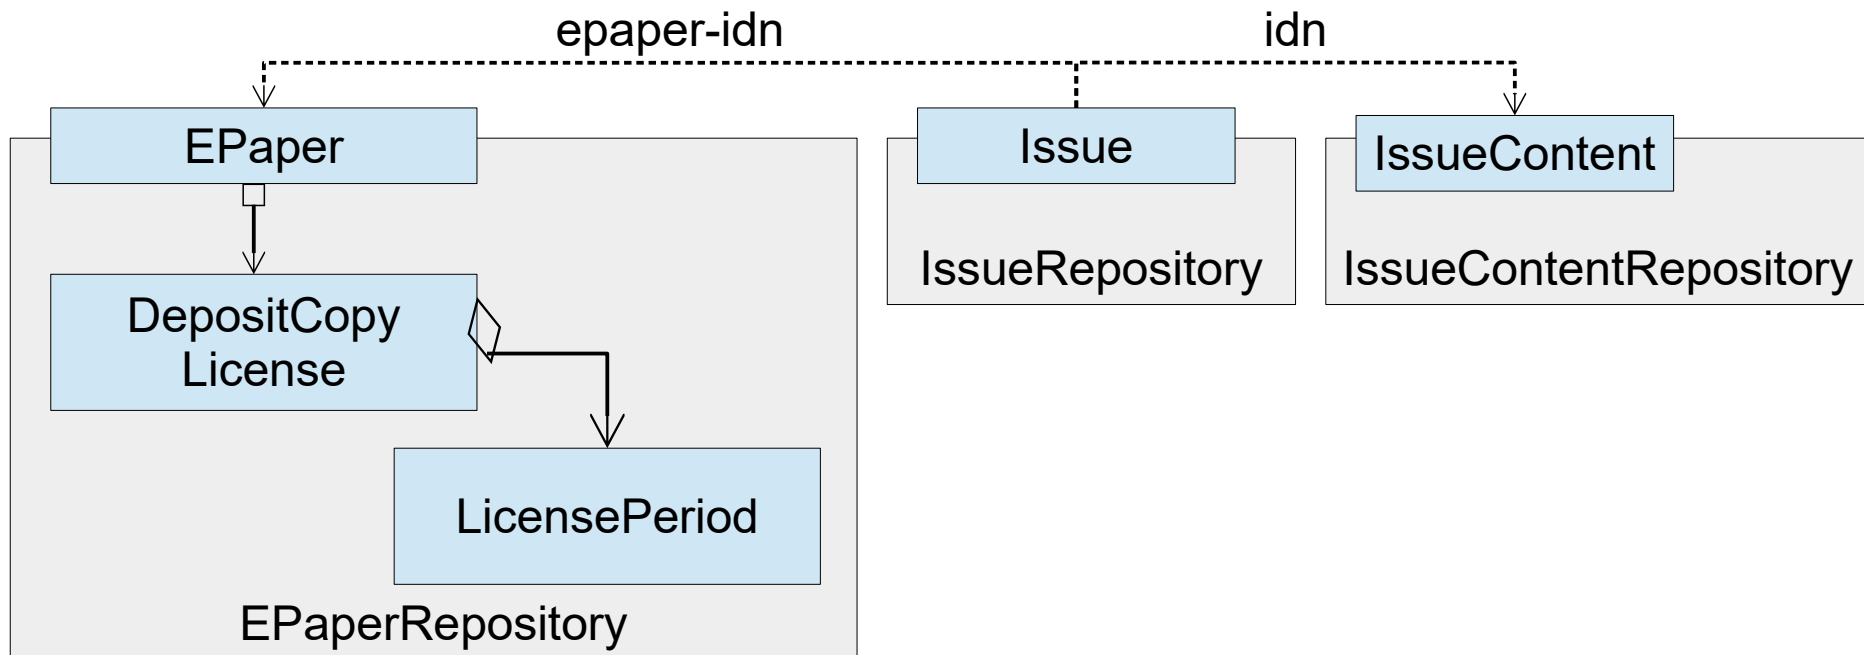 epaper-idn
idn
EPaper
Issue
IssueContent
IssueRepository
IssueContentRepository
DepositCopy
License
LicensePeriod
EPaperRepository